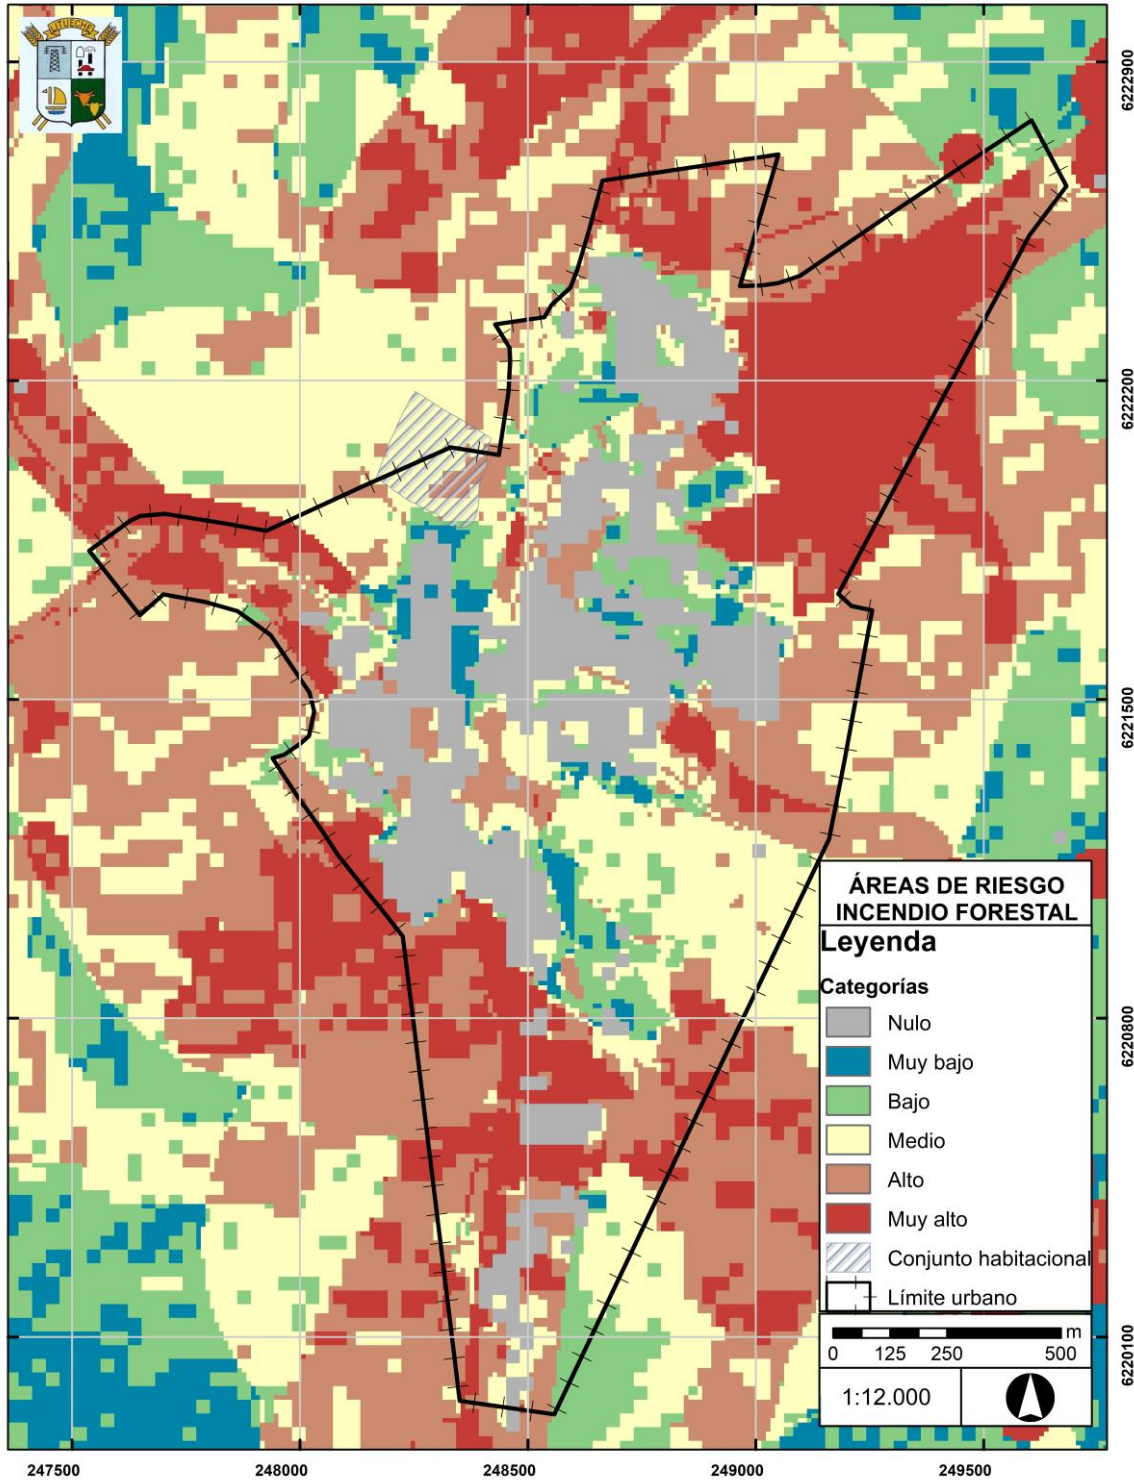 LITUECHE
6222900
6222200
6221500
6220800
6220100
ÁREAS DE RIESGO
INCENDIO FORESTAL
Leyenda
Categorías
Nulo
Muy bajo
Bajo
Medio
Alto
Muy alto
Conjunto habitacional
Límite urbano
m
0 125 250 500
1:12.000
247500 248000 248500 249000 249500